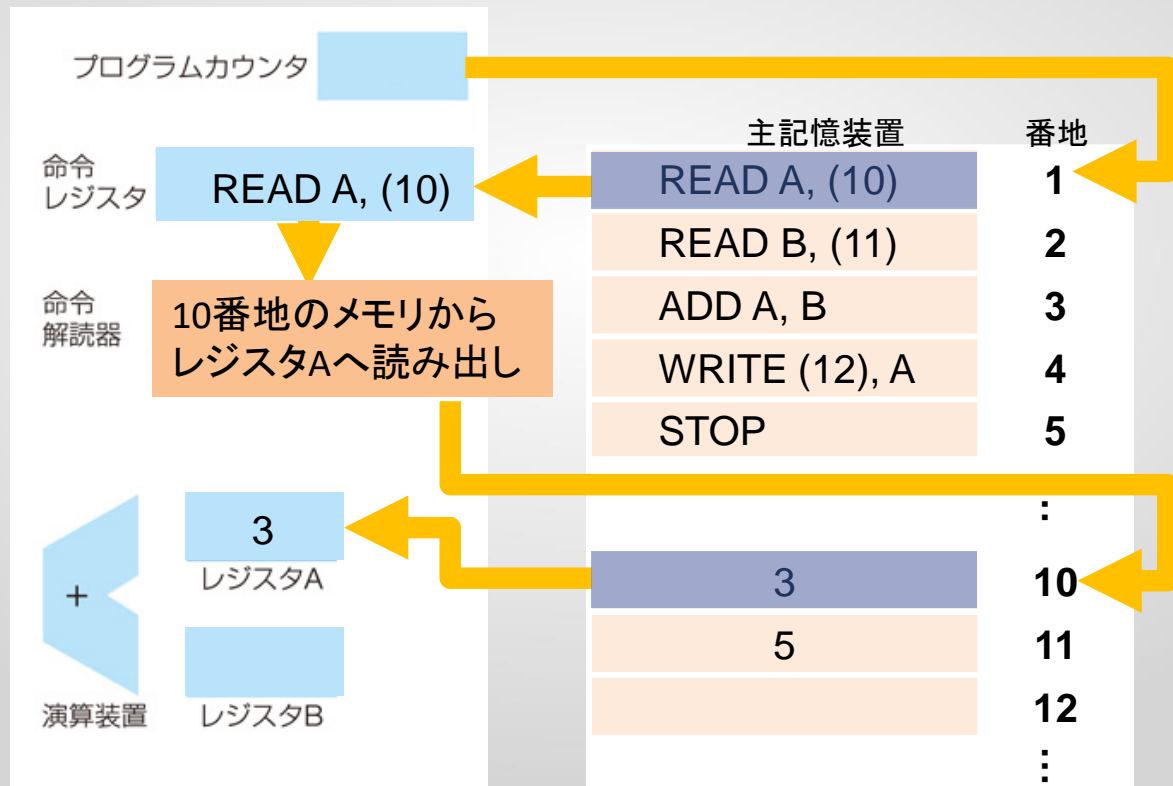 プログラムカウンタ
主記憶装置 番地
命令
レジスタ
READ A, (10)
READ A, (10) 1
READ B, (11) 2
命令
解読器
10番地のメモリから
レジスタAへ読み出し
ADD A, B 3
WRITE (12), A 4
STOP 5
:
3
レジスタA
+
3 10
5 11
12
演算装置
レジスタB
: